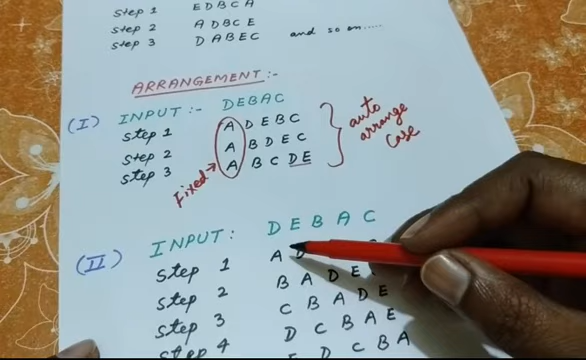 Step 1 E D B C A
Step 2 A D B C E
Step 3 D A B E C and so on.....
ARRANGEMENT :-
(I) INPUT :- D E B A C
Step 1 A D E B C
Step 2 A B D E C
Step 3 A B C D E
Fixed →
auto arrange case
(II) INPUT : D E B A C
Step 1 A D
Step 2 B A D E
Step 3 C B A D E
Step 4 D C B A E
E D C B A